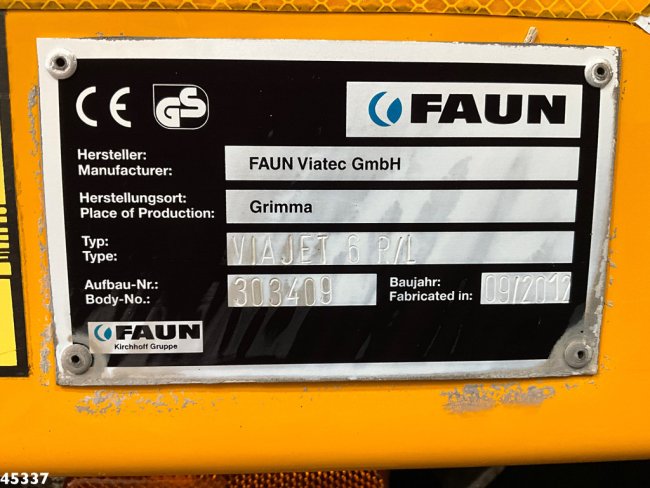 CE GS FAUN
Hersteller:
Manufacturer:
FAUN Viatec GmbH
Herstellungsort:
Place of Production:
Grimma
Typ:
Type:
VIAJET 6 R/L
Aufbau-Nr.:
Body-No.:
303409
Baujahr:
Fabricated in:
09/2012
FAUN
Kirchhoff Gruppe
45337